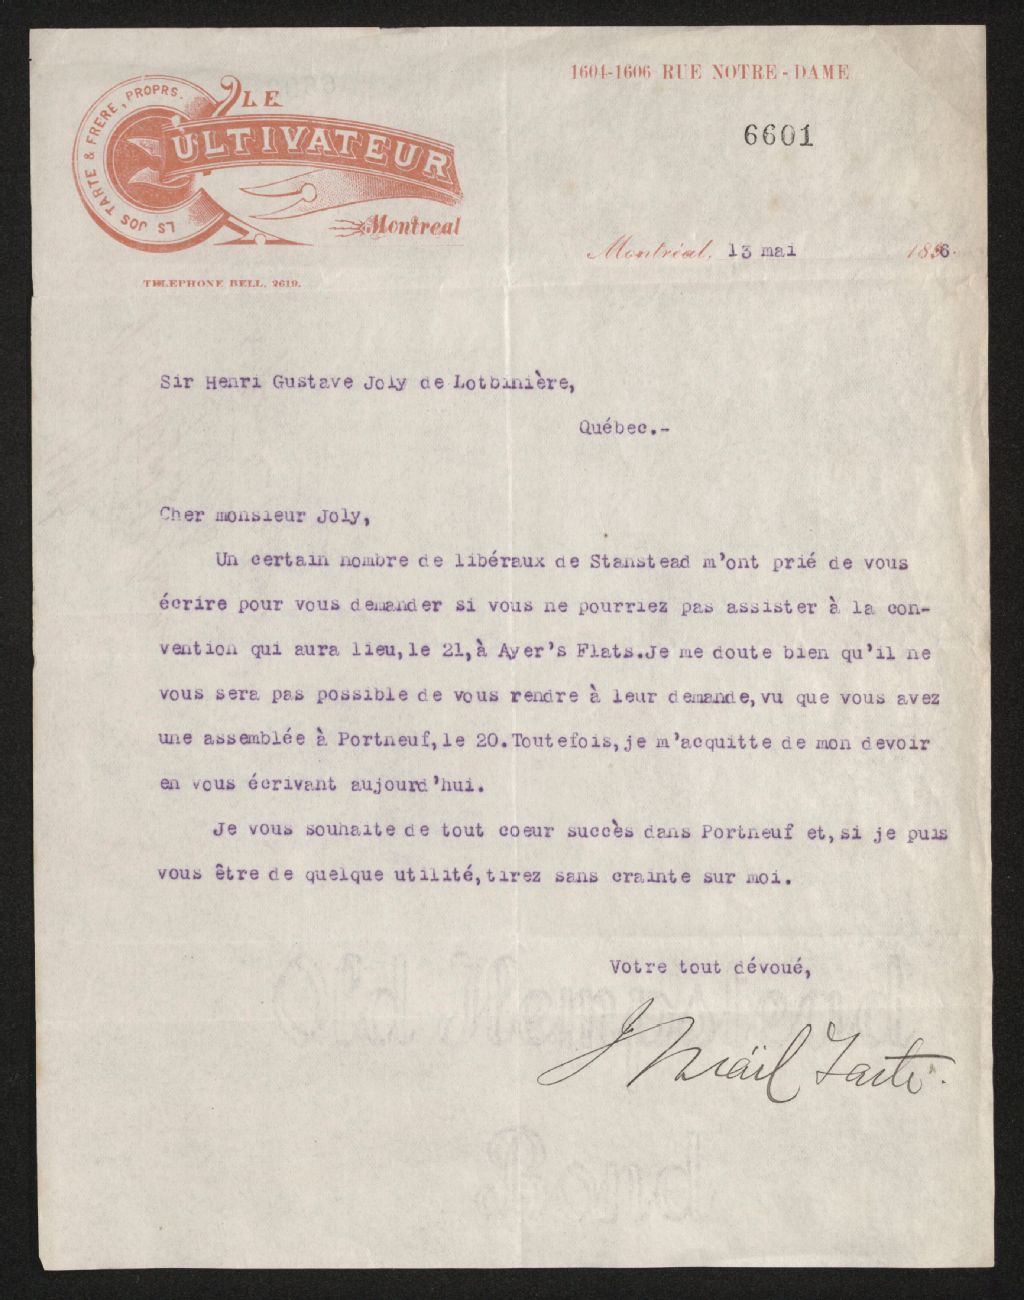 1604-1606 RUE NOTRE-DAME
6601
LS JOS TARTE & FRERE, PROPRS.
LE
CULTIVATEUR
Montreal
Montréal, 13 mai 1896.
TELEPHONE BELL. 2619.
Sir Henri Gustave Joly de Lotbinière,
Québec.-
Cher monsieur Joly,
Un certain nombre de libéraux de Stanstead m'ont prié de vous
écrire pour vous demander si vous ne pourriez pas assister à la con-
vention qui aura lieu,le 21,à Ayer's Flats.Je me doute bien qu'il ne
vous sera pas possible de vous rendre à leur demande,vu que vous avez
une assemblée à Portneuf,le 20.Toutefois,je m'acquitte de mon devoir
en vous écrivant aujourd'hui.
Je vous souhaite de tout coeur succès dans Portneuf et,si je puis
vous être de quelque utilité,tirez sans crainte sur moi.
Votre tout dévoué,
J Israël Tarte.